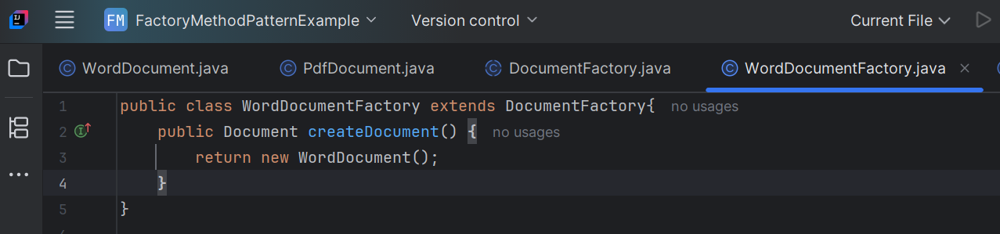 FM FactoryMethodPatternExample Version control Current File
WordDocument.java PdfDocument.java DocumentFactory.java WordDocumentFactory.java
1 public class WordDocumentFactory extends DocumentFactory{ no usages
2 public Document createDocument() { no usages
3 return new WordDocument();
4 }
5 }